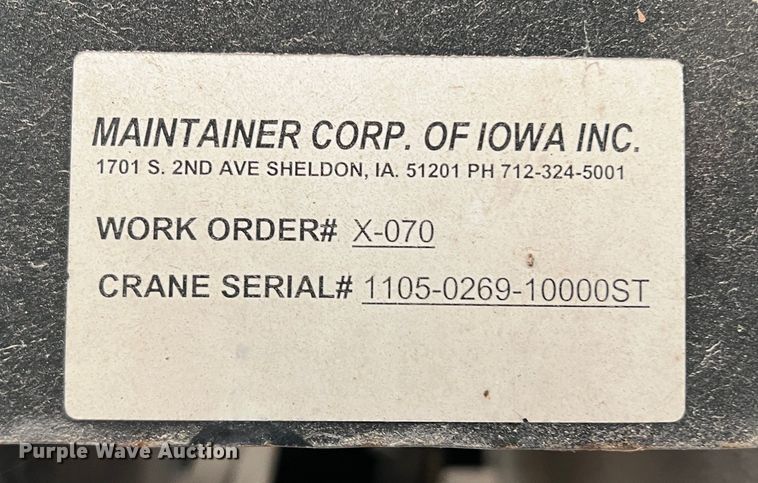 MAINTAINER CORP. OF IOWA INC.
1701 S. 2ND AVE SHELDON, IA. 51201 PH 712-324-5001
WORK ORDER# X-070
CRANE SERIAL# 1105-0269-10000ST
Purple Wave Auction